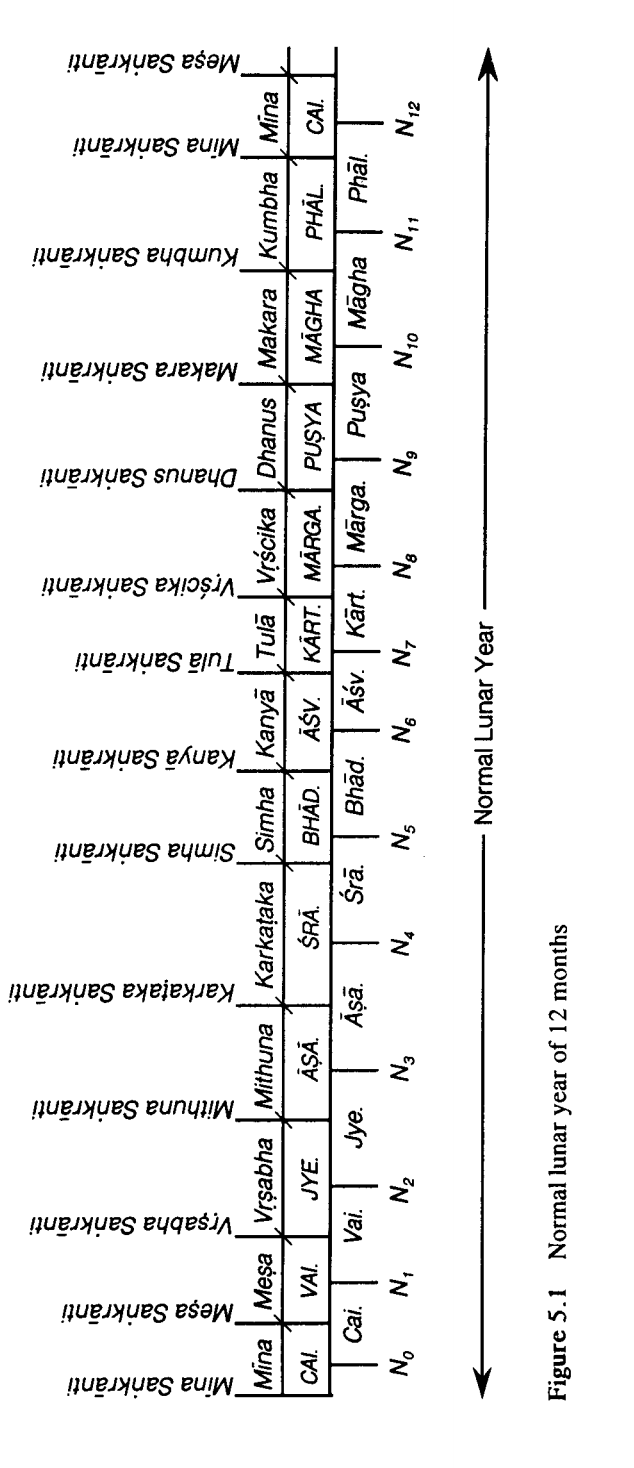 Mīna Saṅkrānti
Meṣa Saṅkrānti
Vṛṣabha Saṅkrānti
Mithuna Saṅkrānti
Karkaṭaka Saṅkrānti
Simha Saṅkrānti
Kanyā Saṅkrānti
Tulā Saṅkrānti
Vṛścika Saṅkrānti
Dhanus Saṅkrānti
Makara Saṅkrānti
Kumbha Saṅkrānti
Mīna Saṅkrānti
Meṣa Saṅkrānti
Mīna Meṣa Vṛṣabha Mithuna Karkaṭaka Simha Kanyā Tulā Vṛścika Dhanus Makara Kumbha Mīna
CAI. VAI. JYE. ĀṢĀ. ŚRĀ. BHĀD. ĀŚV. KĀRT. MĀRGA. PUṢYA MĀGHA PHĀL. CAI.
Cai. Vai. Jye. Āṣā. Śrā. Bhād. Āśv. Kārt. Mārga. Puṣya Māgha Phāl.
N₀ N₁ N₂ N₃ N₄ N₅ N₆ N₇ N₈ N₉ N₁₀ N₁₁ N₁₂
Normal Lunar Year
Figure 5.1 Normal lunar year of 12 months